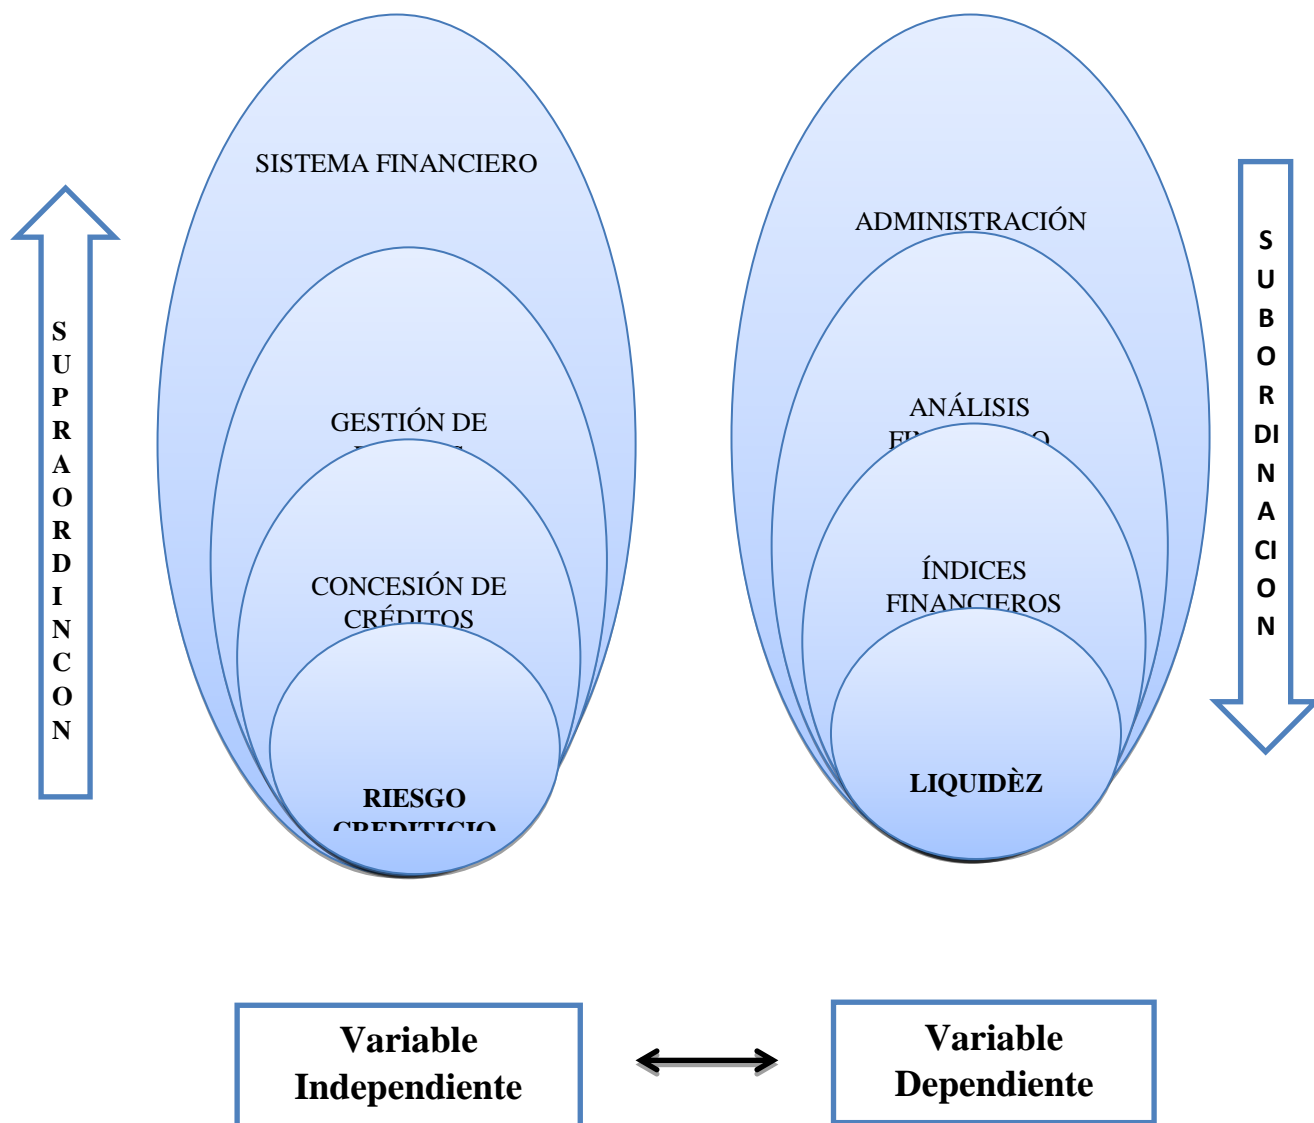 SISTEMA FINANCIERO
GESTIÓN DE
CONCESIÓN DE
CRÉDITOS
RIESGO
CREDITICIO
ADMINISTRACIÓN
ANÁLISIS
ÍNDICES
FINANCIEROS
LIQUIDÈZ
SUPRAORDINCON
SUBORDINACION
Variable
Independiente
Variable
Dependiente